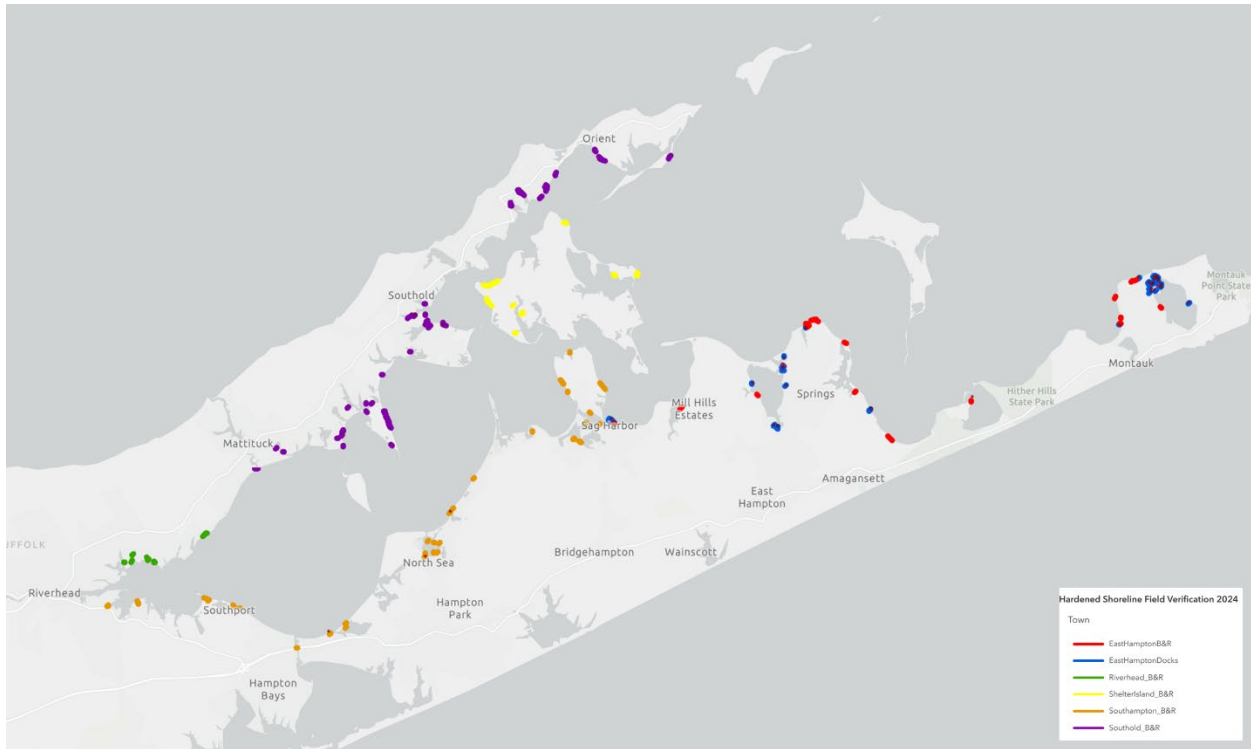 Orient
Southold
Montauk
Point State
Park
Montauk
Hither Hills
State Park
Springs
Mill Hills
Estates
Sag Harbor
Mattituck
Amagansett
East
Hampton
UFFOLK
Bridgehampton
Wainscott
North Sea
Riverhead
Southport
Hampton
Park
Hampton
Bays
Hardened Shoreline Field Verification 2024
Town
EastHamptonB&R
EastHamptonDocks
Riverhead_B&R
ShelterIsland_B&R
Southampton_B&R
Southold_B&R